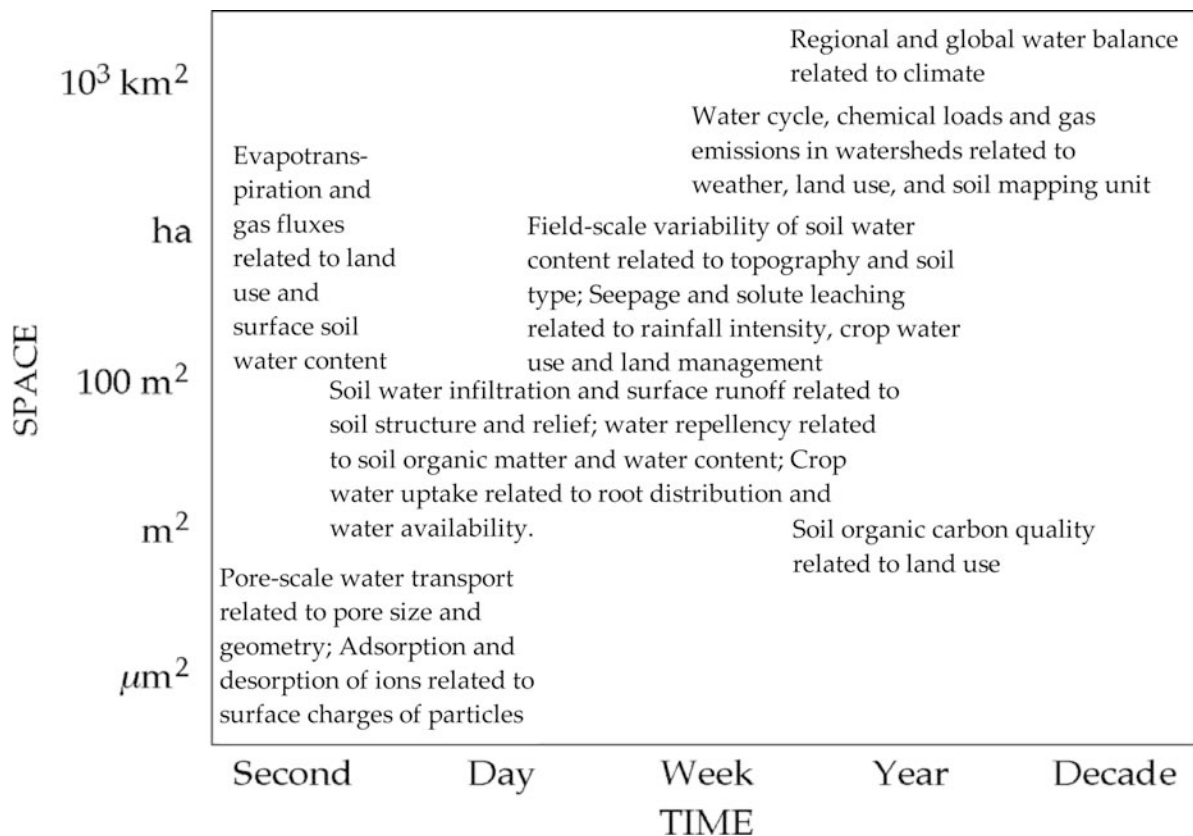 SPACE
10³ km²
ha
100 m²
m²
μm²
Regional and global water balance
related to climate
Water cycle, chemical loads and gas
emissions in watersheds related to
weather, land use, and soil mapping unit
Evapotrans-
piration and
gas fluxes
related to land
use and
surface soil
water content
Field-scale variability of soil water
content related to topography and soil
type; Seepage and solute leaching
related to rainfall intensity, crop water
use and land management
Soil water infiltration and surface runoff related to
soil structure and relief; water repellency related
to soil organic matter and water content; Crop
water uptake related to root distribution and
water availability.
Soil organic carbon quality
related to land use
Pore-scale water transport
related to pore size and
geometry; Adsorption and
desorption of ions related to
surface charges of particles
Second Day Week Year Decade
TIME